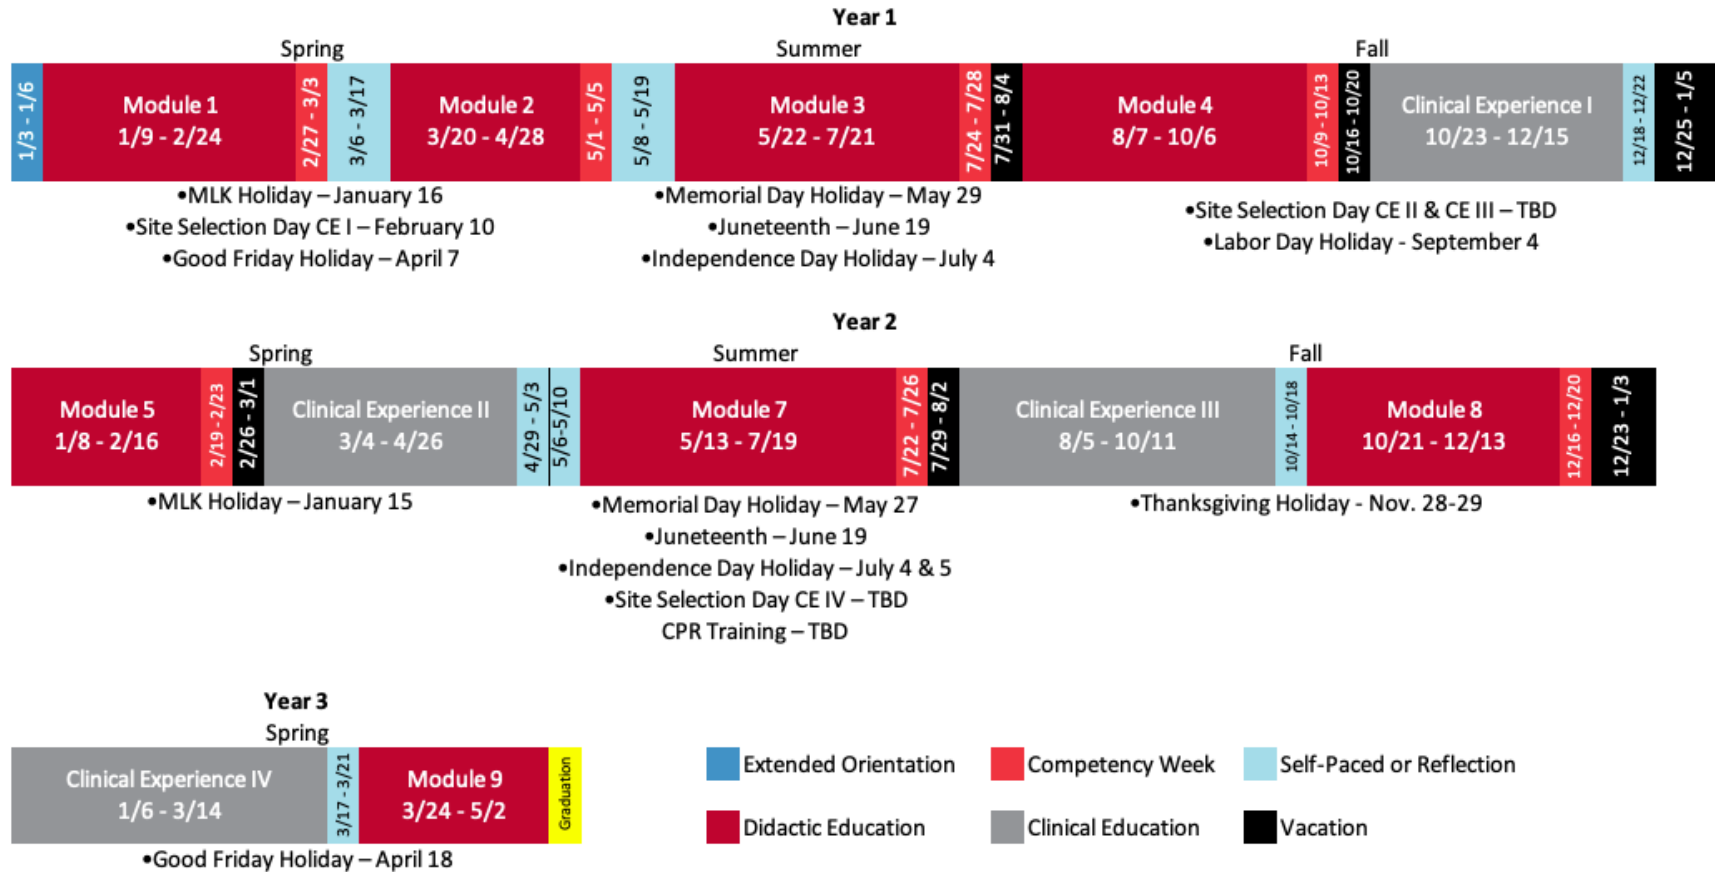 Year 1
Spring
Summer
Fall
1/3 - 1/6
Module 1
1/9 - 2/24
2/27 - 3/3
3/6 - 3/17
Module 2
3/20 - 4/28
5/1 - 5/5
5/8 - 5/19
Module 3
5/22 - 7/21
7/24 - 7/28
7/31 - 8/4
Module 4
8/7 - 10/6
10/9 - 10/13
10/16 - 10/20
Clinical Experience I
10/23 - 12/15
12/18 - 12/22
12/25 - 1/5
•MLK Holiday – January 16
•Site Selection Day CE I – February 10
•Good Friday Holiday – April 7
•Memorial Day Holiday – May 29
•Juneteenth – June 19
•Independence Day Holiday – July 4
•Site Selection Day CE II & CE III – TBD
•Labor Day Holiday - September 4
Year 2
Spring
Summer
Fall
Module 5
1/8 - 2/16
2/19 - 2/23
2/26 - 3/1
Clinical Experience II
3/4 - 4/26
4/29 - 5/3
5/6-5/10
Module 7
5/13 - 7/19
7/22 - 7/26
7/29 - 8/2
Clinical Experience III
8/5 - 10/11
10/14 - 10/18
Module 8
10/21 - 12/13
12/16 - 12/20
12/23 - 1/3
•MLK Holiday – January 15
•Memorial Day Holiday – May 27
•Juneteenth – June 19
•Independence Day Holiday – July 4 & 5
•Site Selection Day CE IV – TBD
CPR Training – TBD
•Thanksgiving Holiday - Nov. 28-29
Year 3
Spring
Clinical Experience IV
1/6 - 3/14
3/17 - 3/21
Module 9
3/24 - 5/2
Graduation
•Good Friday Holiday – April 18
Extended Orientation
Competency Week
Self-Paced or Reflection
Didactic Education
Clinical Education
Vacation